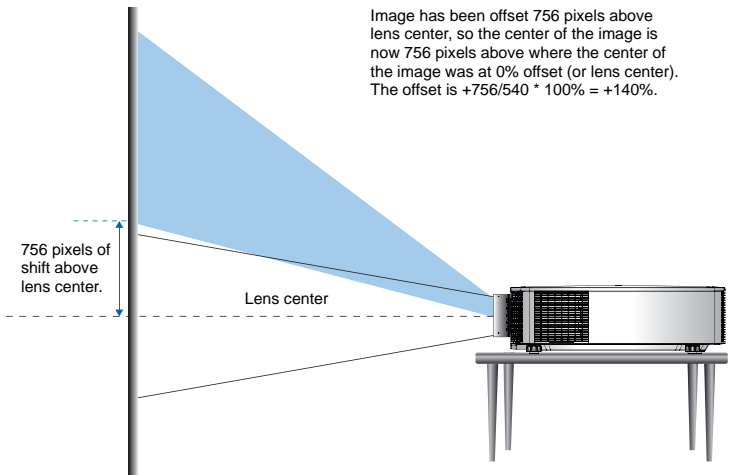 Image has been offset 756 pixels above
lens center, so the center of the image is
now 756 pixels above where the center of
the image was at 0% offset (or lens center).
The offset is +756/540 * 100% = +140%.
756 pixels of
shift above
lens center.
Lens center